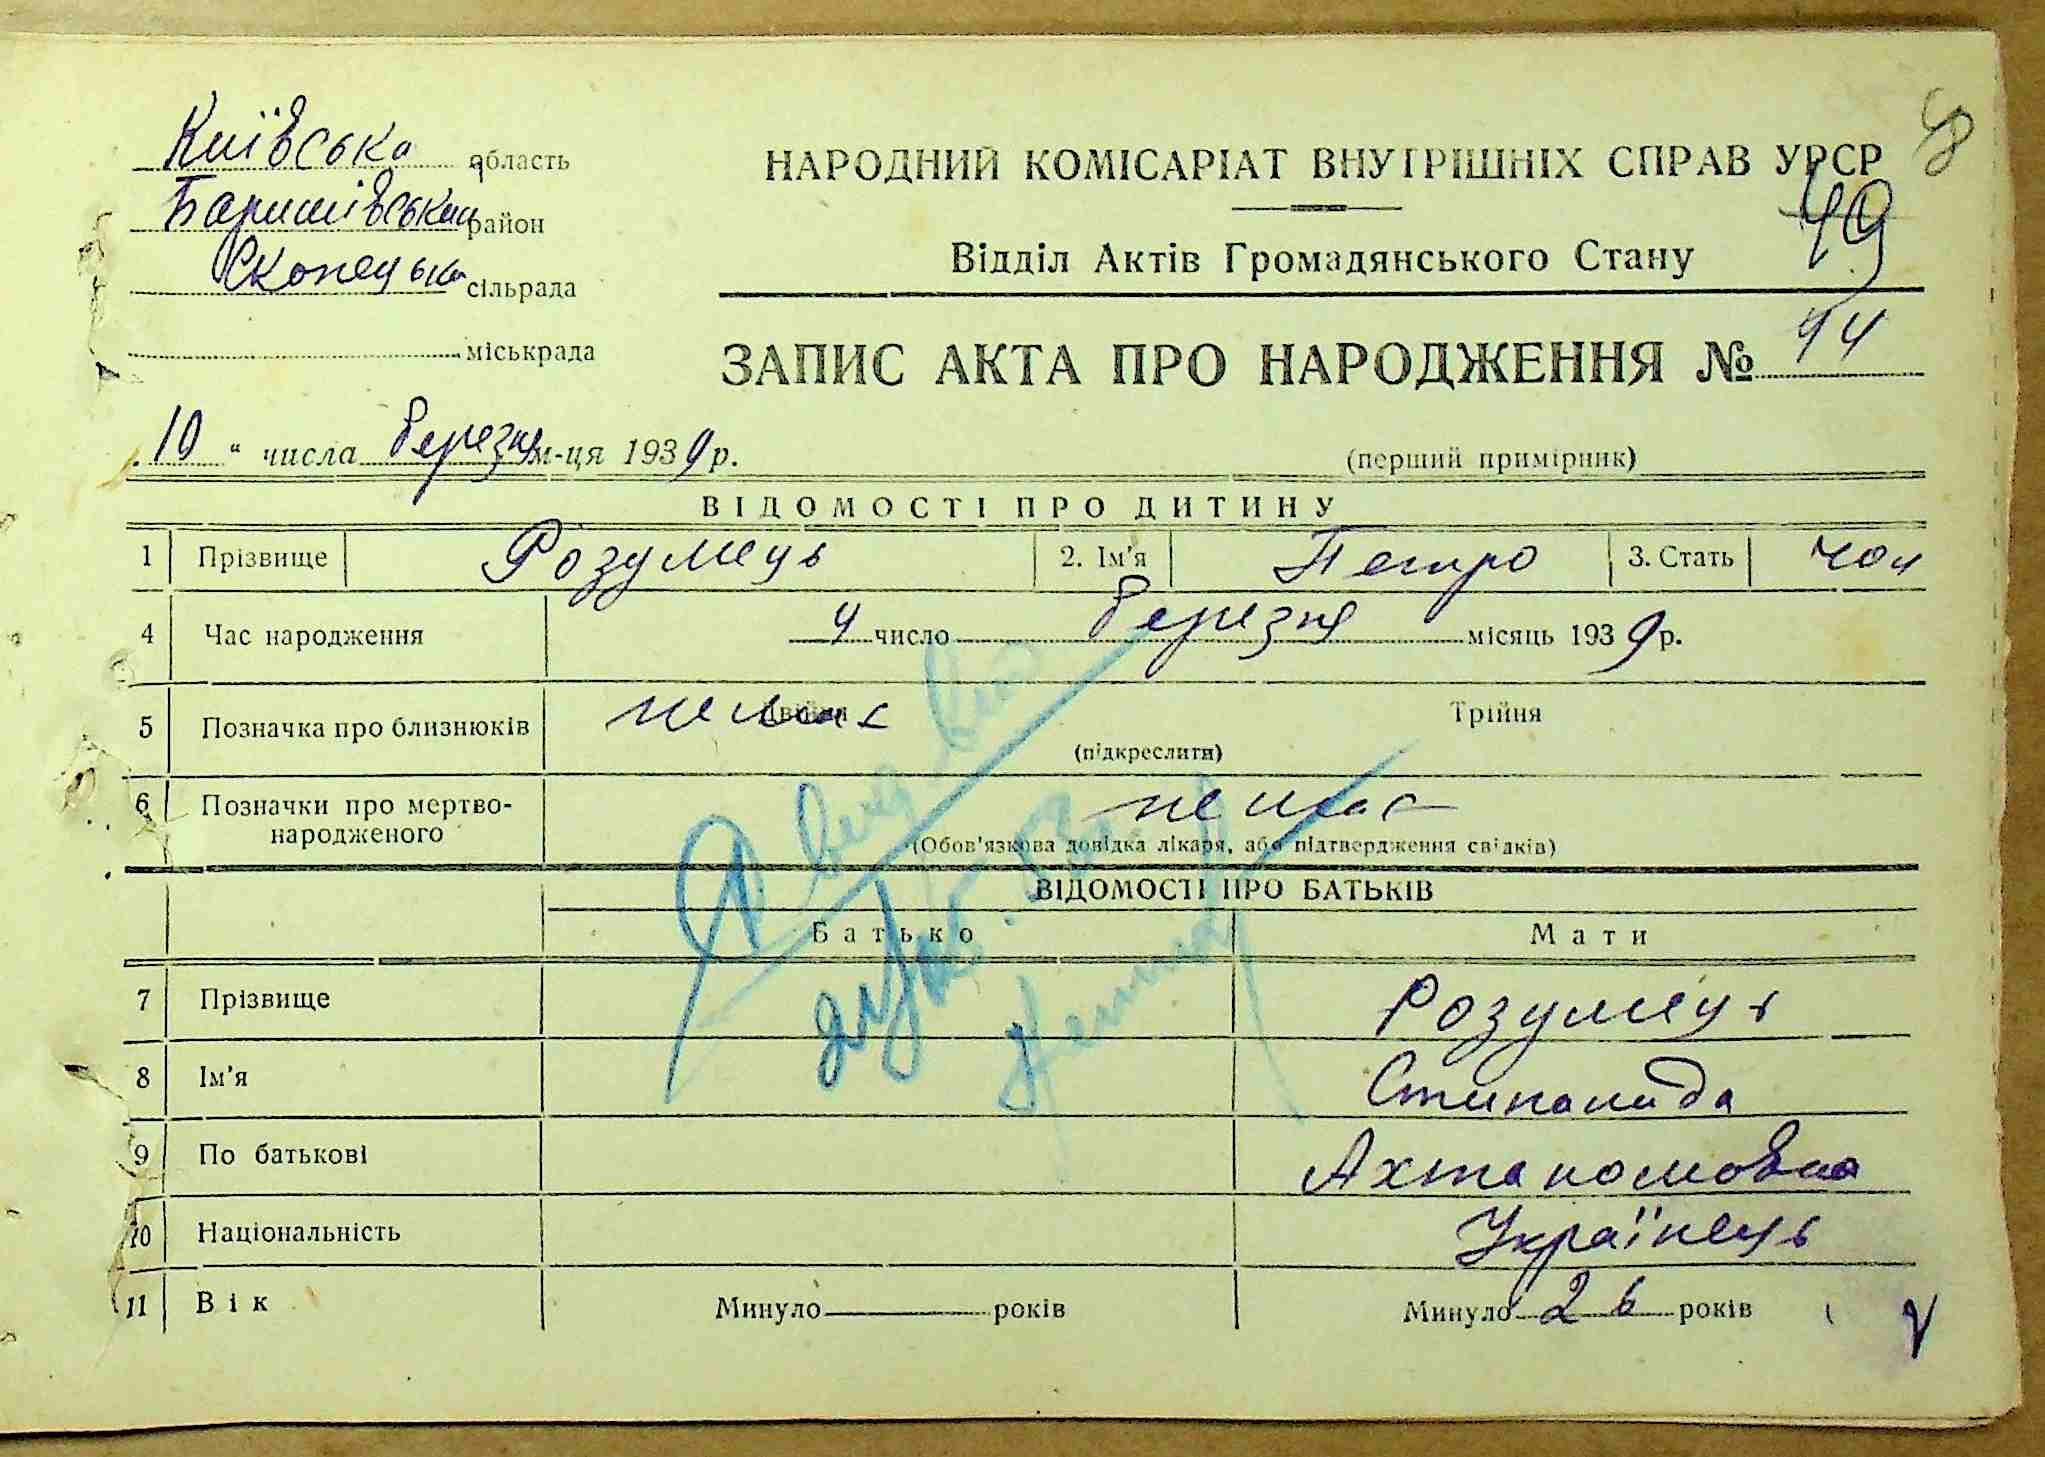 Київська область
НАРОДНИЙ КОМІСАРІАТ ВНУТРІШНІХ СПРАВ УРСР
Баришівський район
49
Скопецька сільрада
Відділ Актів Громадянського Стану
міськрада
ЗАПИС АКТА ПРО НАРОДЖЕННЯ № 44
10 " числа березня м-ця 1939 р.
(перший примірник)
ВІДОМОСТІ ПРО ДИТИНУ
1 Прізвище Розумець 2. Ім'я Петро 3. Стать чол
4 Час народження 4 число березня місяць 1939 р.
5 Позначка про близнюків немає Двійня Трійня
(підкреслити)
6 Позначки про мертво-
народженого немає
(Обов'язкова довідка лікаря, або підтвердження свідків)
ВІДОМОСТІ ПРО БАТЬКІВ
Батько Мати
7 Прізвище Розумець
8 Ім'я Стипанида
9 По батькові Ахтаномовна
10 Національність Українець
11 Вік Минуло років Минуло 26 років